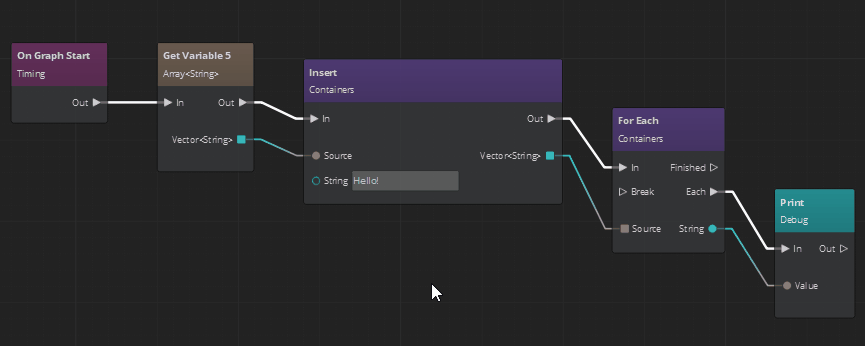 On Graph Start
Timing
Out
Get Variable 5
Array<String>
In Out
Vector<String>
Insert
Containers
In Out
Source Vector<String>
String Hello!
For Each
Containers
In Finished
Break Each
Source String
Print
Debug
In Out
Value